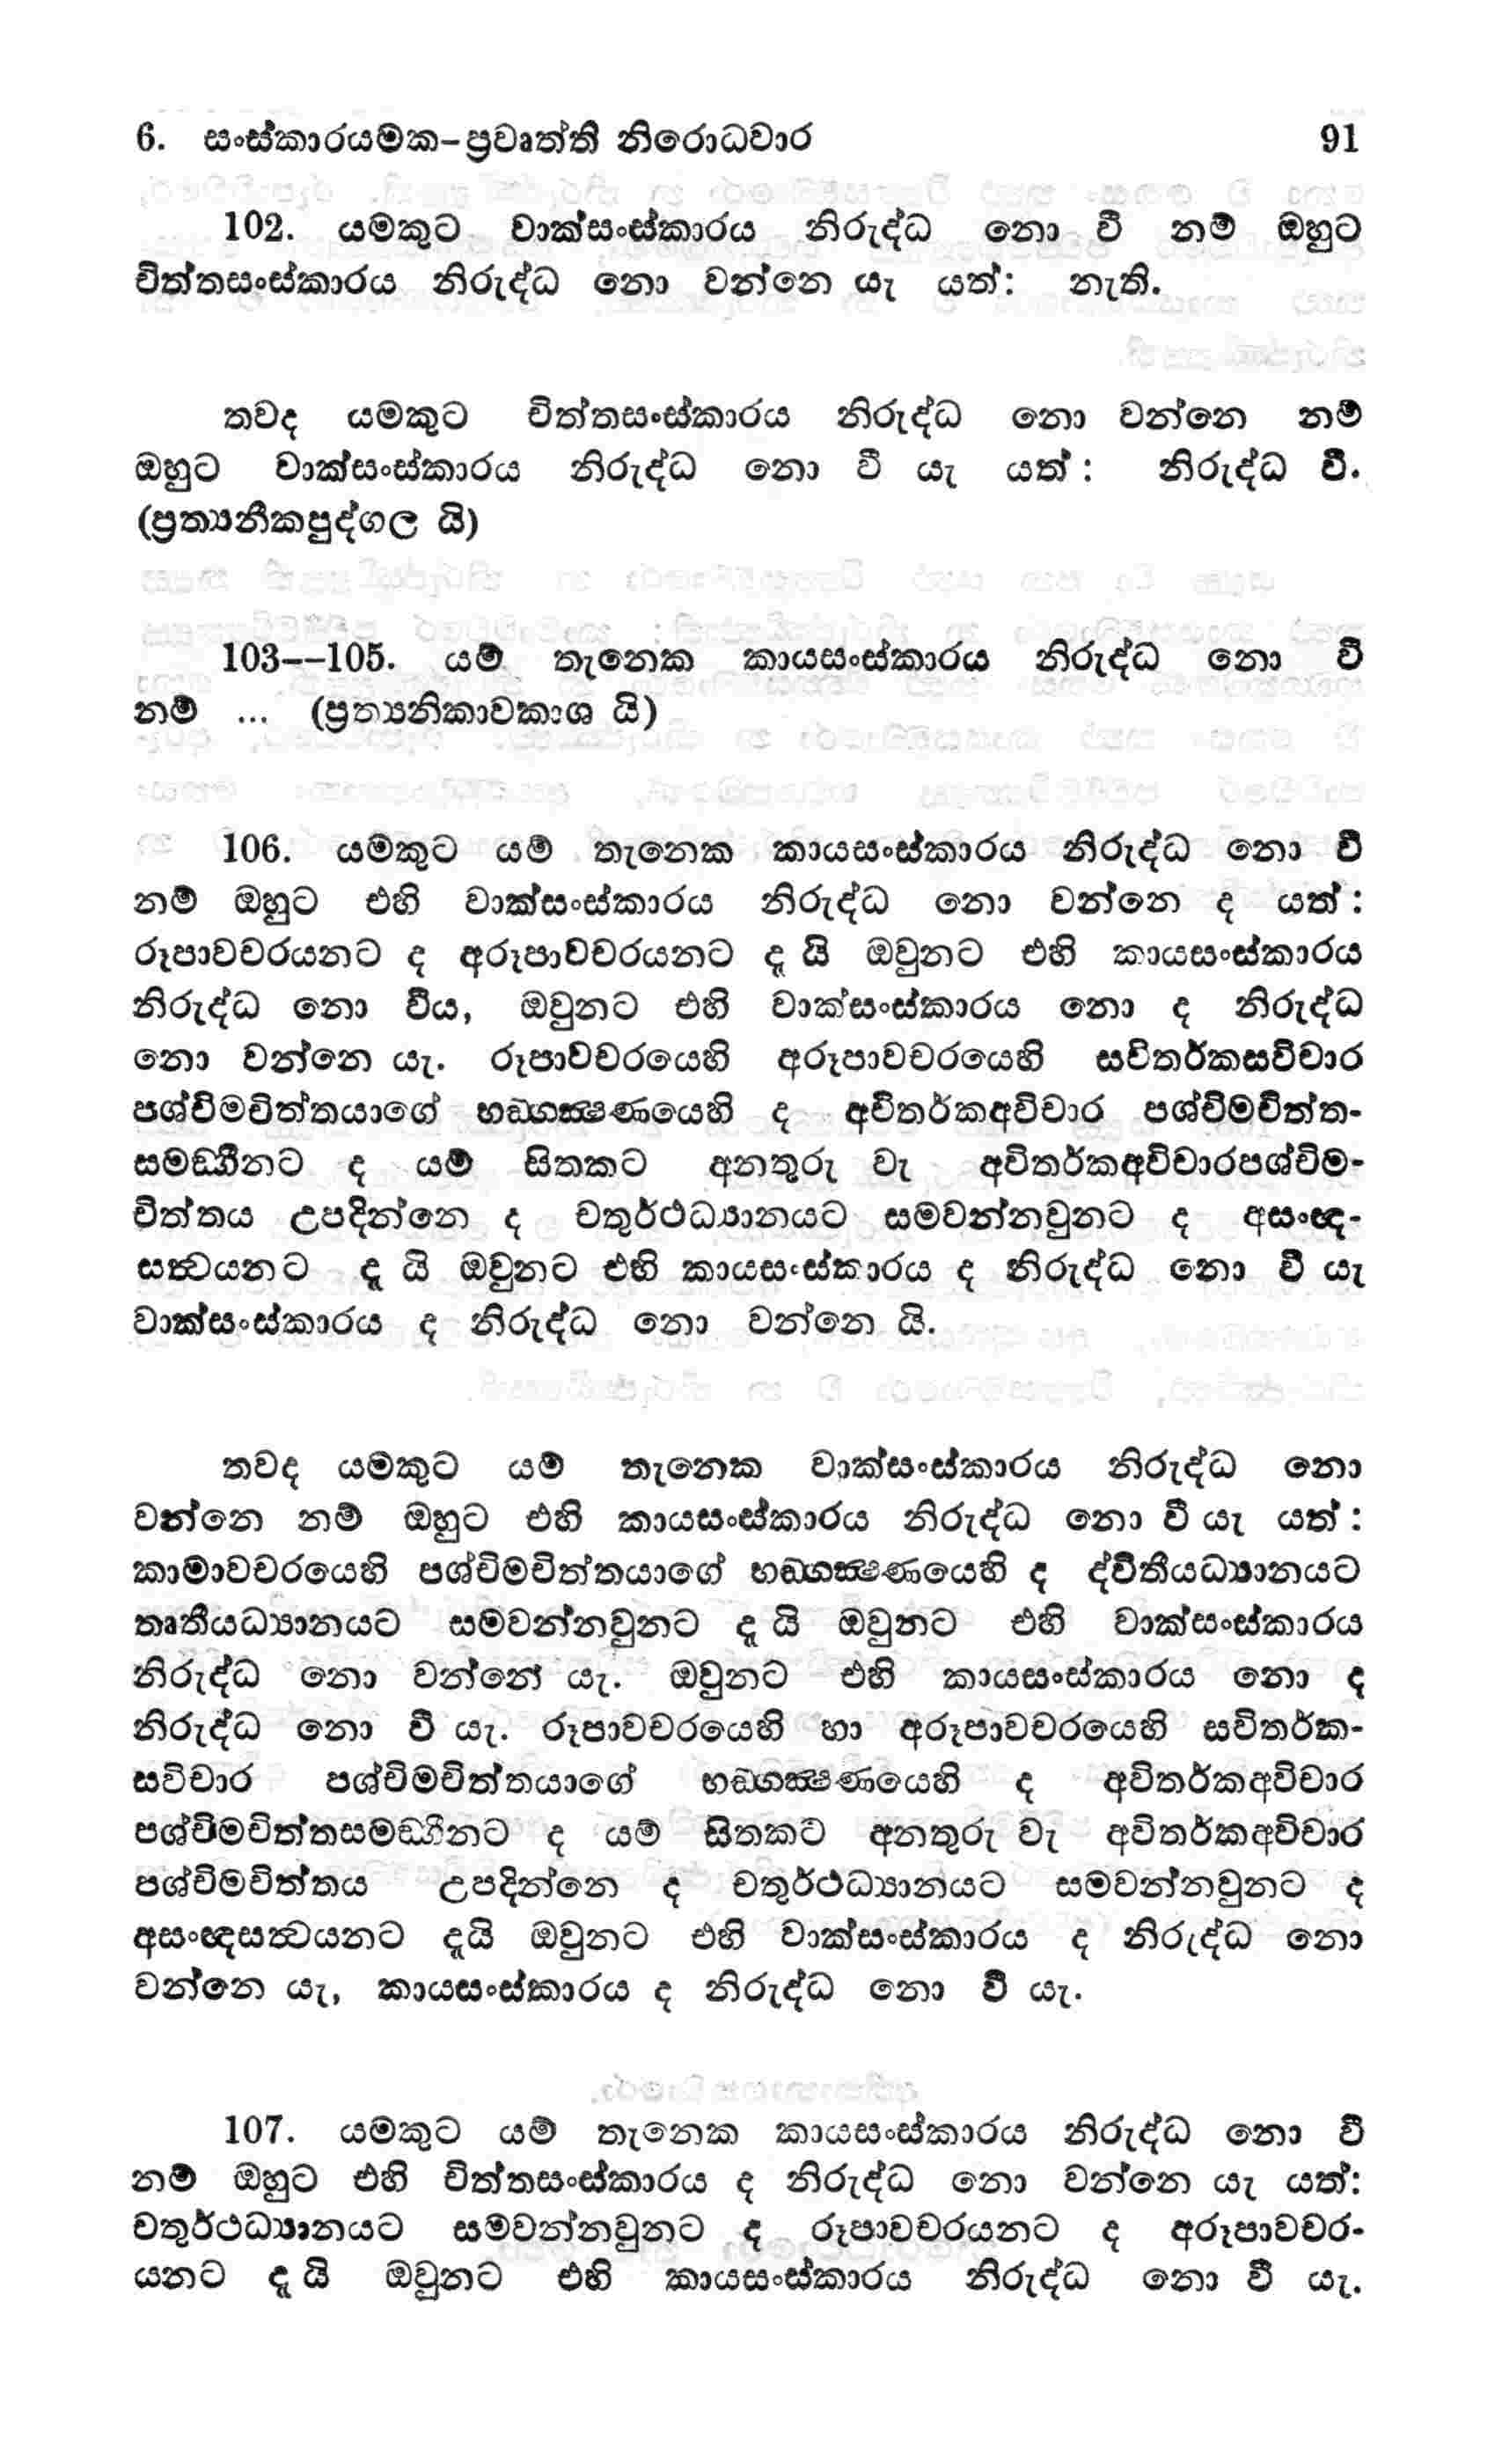 6. සංස්කාරයමක-ප්‍රවෘත්ති නිරොධවාර 91
102. යමකුට වාක්සංස්කාරය නිරුද්ධ නො වී නම් ඔහුට
චිත්තසංස්කාරය නිරුද්ධ නො වන්නෙ යැ යත්: නැති.
තවද යමකුට චිත්තසංස්කාරය නිරුද්ධ නො වන්නෙ නම්
ඔහුට වාක්සංස්කාරය නිරුද්ධ නො වී යැ යත්: නිරුද්ධ වී.
(ප්‍රත්‍යනීකපුද්ගල යි)
103--105. යම් තැනෙක කායසංස්කාරය නිරුද්ධ නො වී
නම් ... (ප්‍රත්‍යනිකාවකාශ යි)
106. යමකුට යම් තැනෙක කායසංස්කාරය නිරුද්ධ නො වී
නම් ඔහුට එහි වාක්සංස්කාරය නිරුද්ධ නො වන්නෙ ද යත්:
රූපාවචරයනට ද අරූපාවචරයනට දැ යි ඔවුනට එහි කායසංස්කාරය
නිරුද්ධ නො වීය, ඔවුනට එහි වාක්සංස්කාරය නො ද නිරුද්ධ
නො වන්නෙ යැ. රූපාවචරයෙහි අරූපාවචරයෙහි සවිතර්කසවිචාර
පශ්චිමචිත්තයාගේ භඞ්ගක්‍ෂණයෙහි ද අවිතර්කඅවිචාර පශ්චිමචිත්ත-
සමඞ්ගීනට ද යම් සිතකට අනතුරු වැ අවිතර්කඅවිචාරපශ්චිම-
චිත්තය උපදින්නෙ ද චතුර්ථධ්‍යානයට සමවන්නවුනට ද අසංඥ-
සත්‍වයනට දැ යි ඔවුනට එහි කායසංස්කාරය ද නිරුද්ධ නො වී යැ
වාක්සංස්කාරය ද නිරුද්ධ නො වන්නෙ යි.
තවද යමකුට යම් තැනෙක වාක්සංස්කාරය නිරුද්ධ නො
වන්නෙ නම් ඔහුට එහි කායසංස්කාරය නිරුද්ධ නො වී යැ යත්:
කාමාවචරයෙහි පශ්චිමචිත්තයාගේ භඞ්ගක්‍ෂණයෙහි ද ද්විතීයධ්‍යානයට
තෘතීයධ්‍යානයට සමවන්නවුනට දැ යි ඔවුනට එහි වාක්සංස්කාරය
නිරුද්ධ නො වන්නේ යැ. ඔවුනට එහි කායසංස්කාරය නො ද
නිරුද්ධ නො වී යැ. රූපාවචරයෙහි හා අරූපාවචරයෙහි සවිතර්ක-
සවිචාර පශ්චිමචිත්තයාගේ භඞ්ගක්‍ෂණයෙහි ද අවිතර්කඅවිචාර
පශ්චිමචිත්තසමඞ්ගීනට ද යම් සිතකට අනතුරු වැ අවිතර්කඅවිචාර
පශ්චිමචිත්තය උපදින්නෙ ද චතුර්ථධ්‍යානයට සමවන්නවුනට ද
අසංඥසත්‍වයනට දැයි ඔවුනට එහි වාක්සංස්කාරය ද නිරුද්ධ නො
වන්නෙ යැ, කායසංස්කාරය ද නිරුද්ධ නො වී යැ.
107. යමකුට යම් තැනෙක කායසංස්කාරය නිරුද්ධ නො වී
නම් ඔහුට එහි චිත්තසංස්කාරය ද නිරුද්ධ නො වන්නෙ යැ යත්:
චතුර්ථධ්‍යානයට සමවන්නවුනට ද රූපාවචරයනට ද අරූපාවචර-
යනට දැ යි ඔවුනට එහි කායසංස්කාරය නිරුද්ධ නො වී යැ.